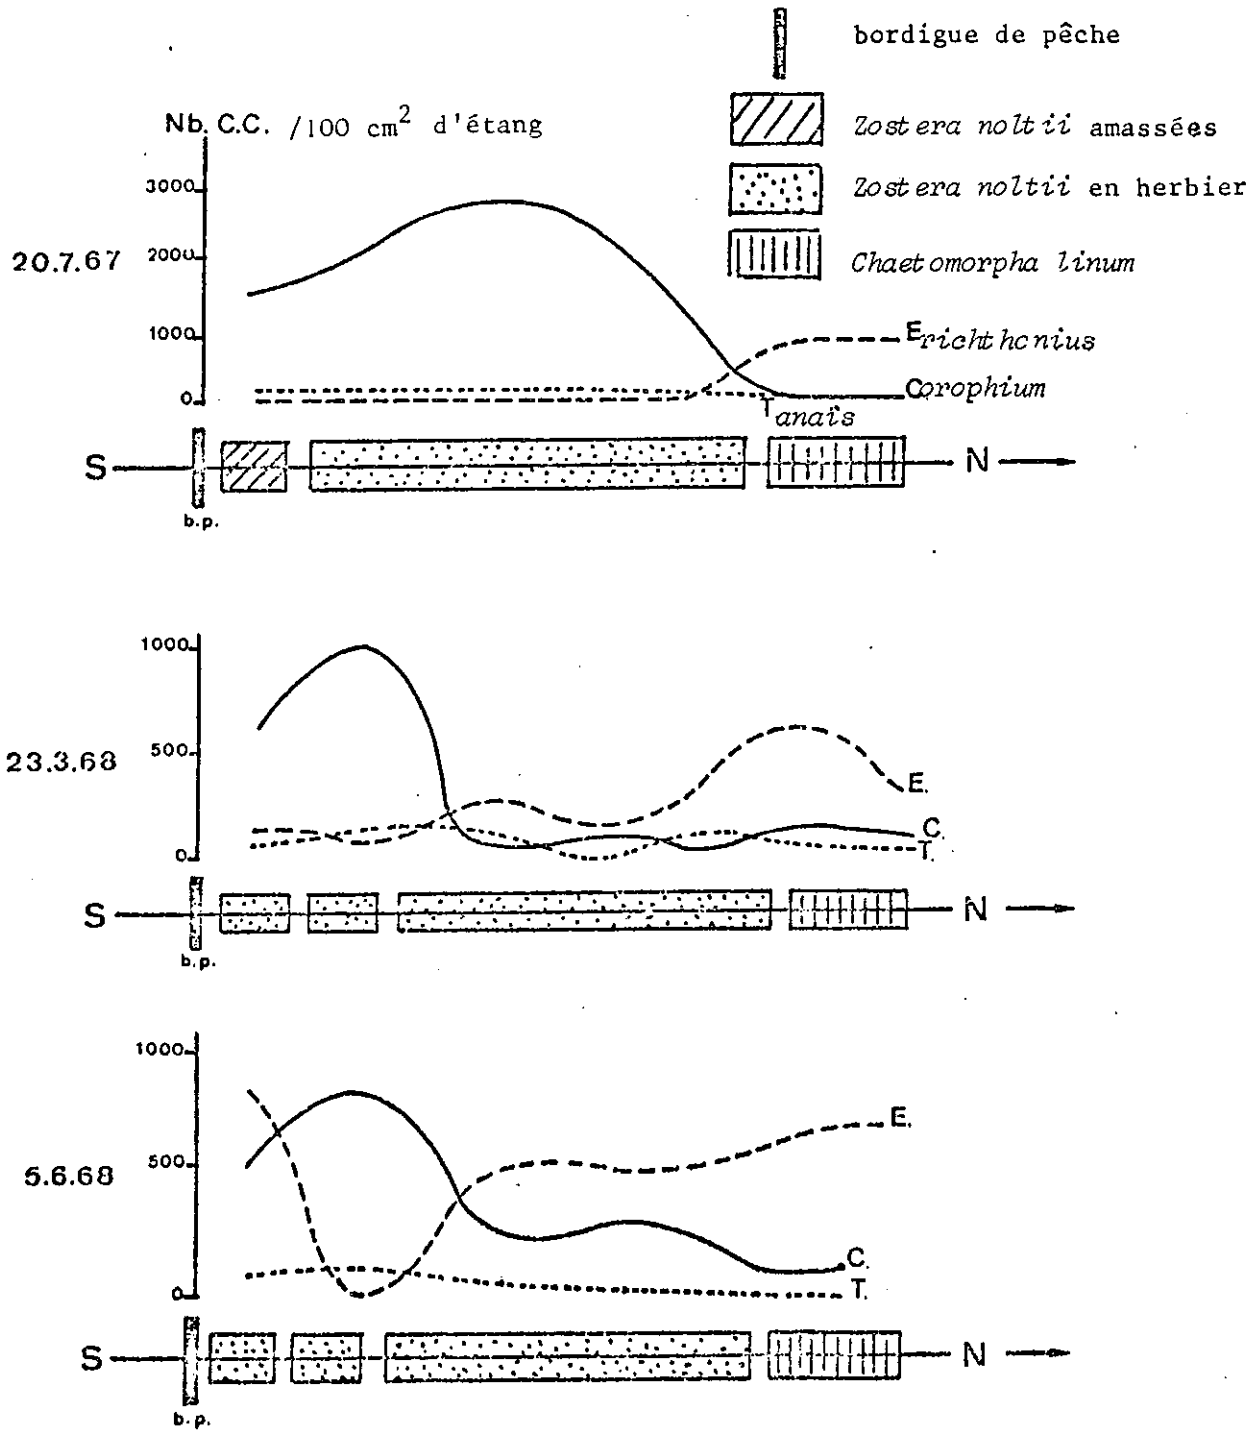 bordigue de pêche
Nb. C.C. /100 cm² d'étang
Zostera noltii amassées
Zostera noltii en herbier
Chaetomorpha linum
20.7.67
3000
2000
1000
0
Erichthonius
Corophium
Tanaîs
S
N
b.p.
23.3.68
1000
500
0
E.
C.
T.
S
N
b.p.
5.6.68
1000
500
0
E.
C.
T.
S
N
b.p.